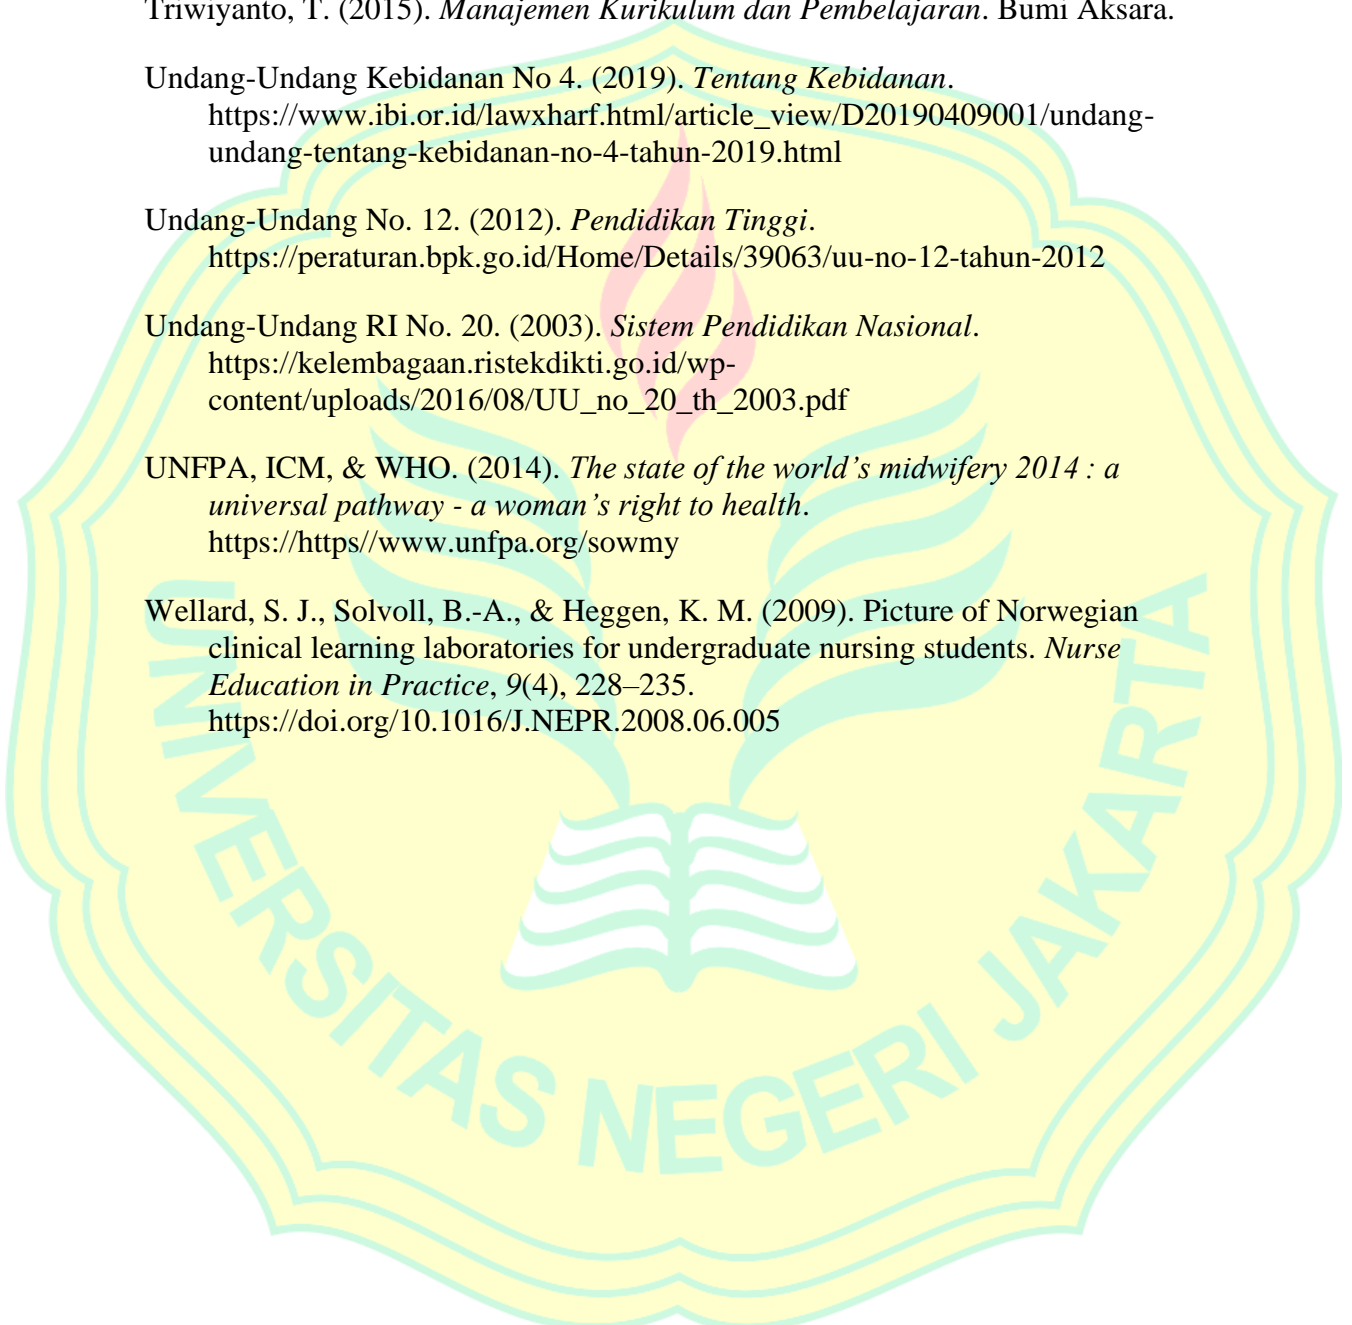 Triwiyanto, T. (2015). Manajemen Kurikulum dan Pembelajaran. Bumi Aksara.
Undang-Undang Kebidanan No 4. (2019). Tentang Kebidanan.
https://www.ibi.or.id/lawxharf.html/article_view/D20190409001/undang-
undang-tentang-kebidanan-no-4-tahun-2019.html
Undang-Undang No. 12. (2012). Pendidikan Tinggi.
https://peraturan.bpk.go.id/Home/Details/39063/uu-no-12-tahun-2012
Undang-Undang RI No. 20. (2003). Sistem Pendidikan Nasional.
https://kelembagaan.ristekdikti.go.id/wp-
content/uploads/2016/08/UU_no_20_th_2003.pdf
UNFPA, ICM, & WHO. (2014). The state of the world’s midwifery 2014 : a
universal pathway - a woman’s right to health.
https://https//www.unfpa.org/sowmy
Wellard, S. J., Solvoll, B.-A., & Heggen, K. M. (2009). Picture of Norwegian
clinical learning laboratories for undergraduate nursing students. Nurse
Education in Practice, 9(4), 228–235.
https://doi.org/10.1016/J.NEPR.2008.06.005
UNIVERSITAS NEGERI JAKARTA